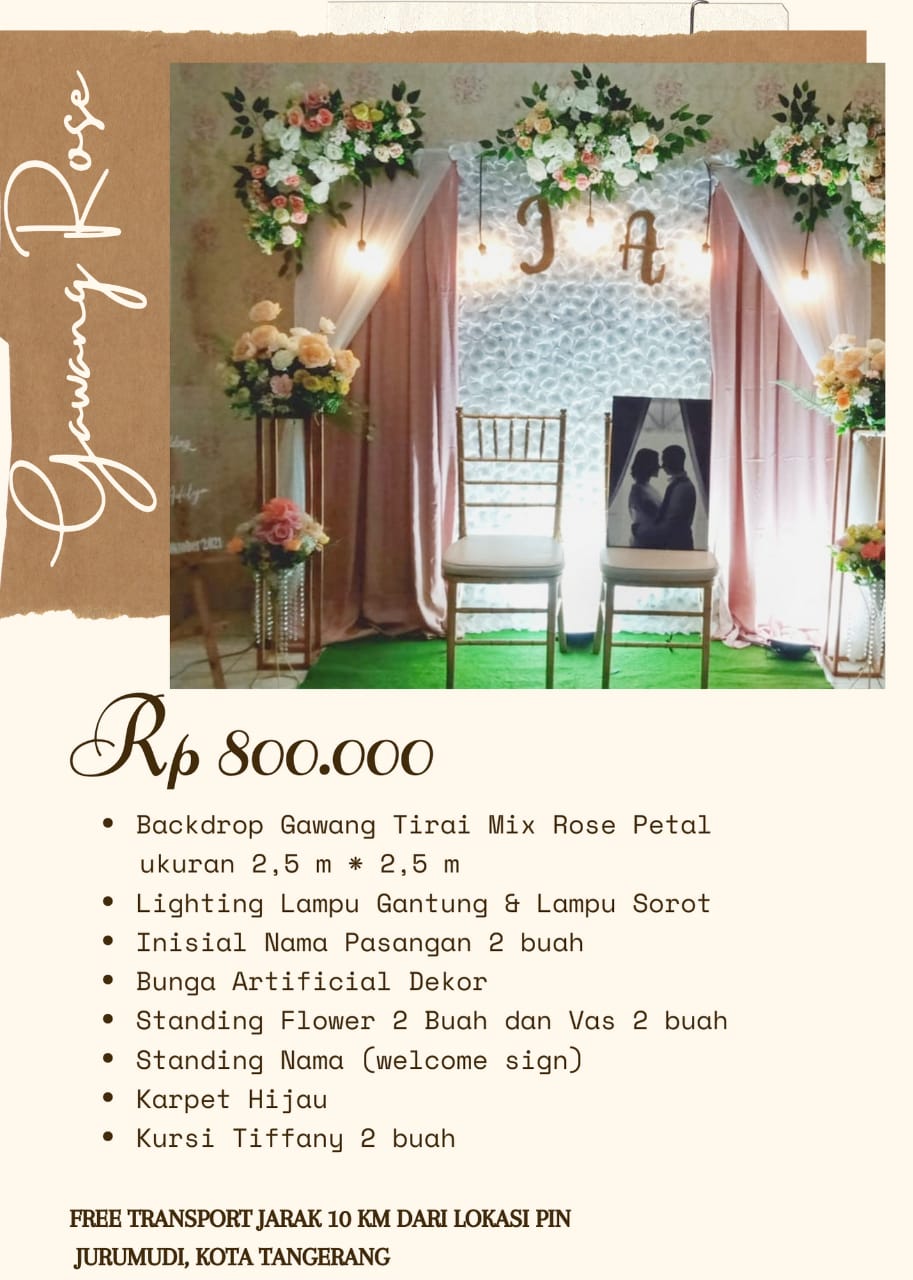 Gawang Rose
J A
Rp 800.000
• Backdrop Gawang Tirai Mix Rose Petal
ukuran 2,5 m * 2,5 m
• Lighting Lampu Gantung & Lampu Sorot
• Inisial Nama Pasangan 2 buah
• Bunga Artificial Dekor
• Standing Flower 2 Buah dan Vas 2 buah
• Standing Nama (welcome sign)
• Karpet Hijau
• Kursi Tiffany 2 buah
FREE TRANSPORT JARAK 10 KM DARI LOKASI PIN
JURUMUDI, KOTA TANGERANG